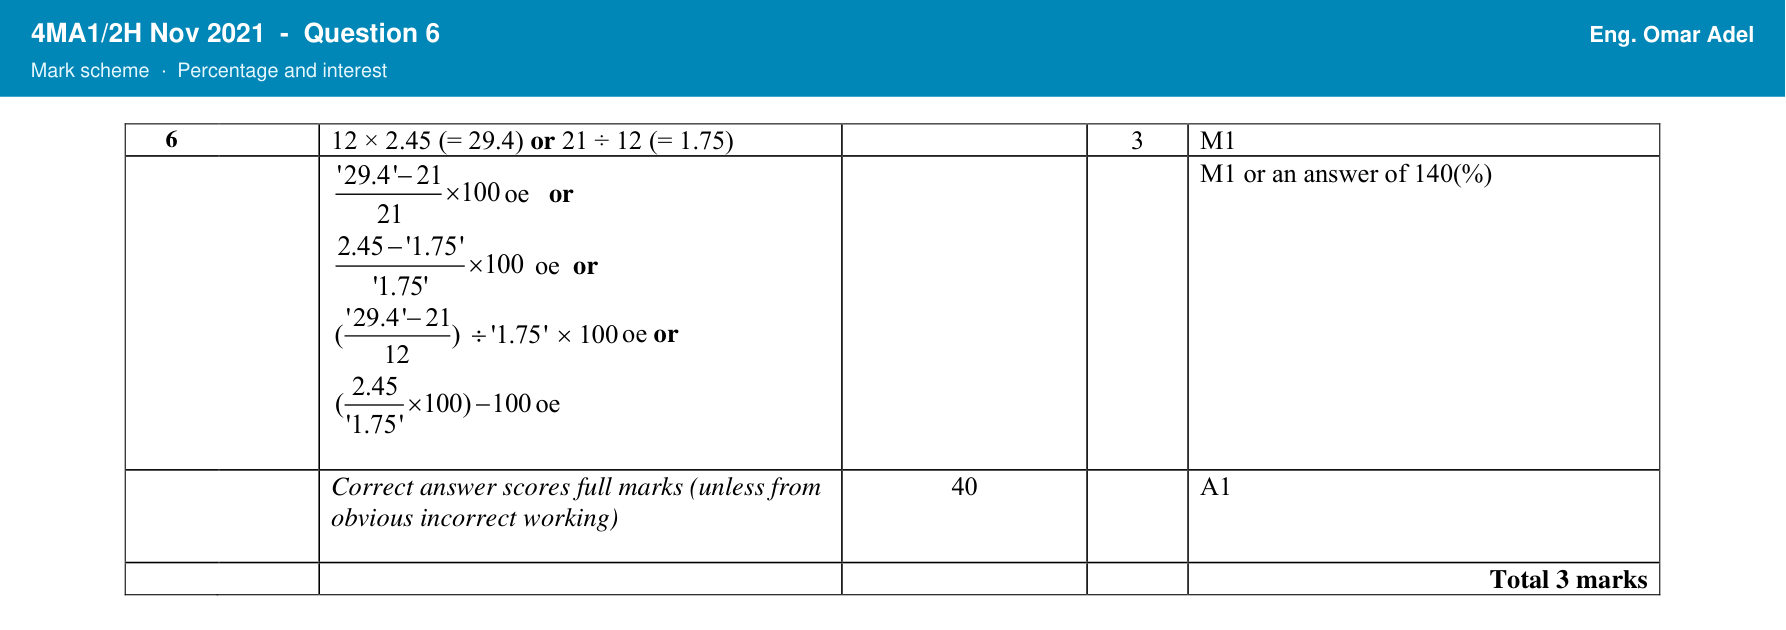 4MA1/2H Nov 2021 - Question 6
Eng. Omar Adel
Mark scheme · Percentage and interest
6 12 × 2.45 (= 29.4) or 21 ÷ 12 (= 1.75) 3 M1
'29.4'−21
21
×100 oe or
M1 or an answer of 140(%)
2.45−'1.75'
'1.75'
×100 oe or
('29.4'−21
12
) ÷'1.75' × 100 oe or
(2.45
'1.75'
×100)−100 oe
Correct answer scores full marks (unless from 40 A1
obvious incorrect working)
Total 3 marks